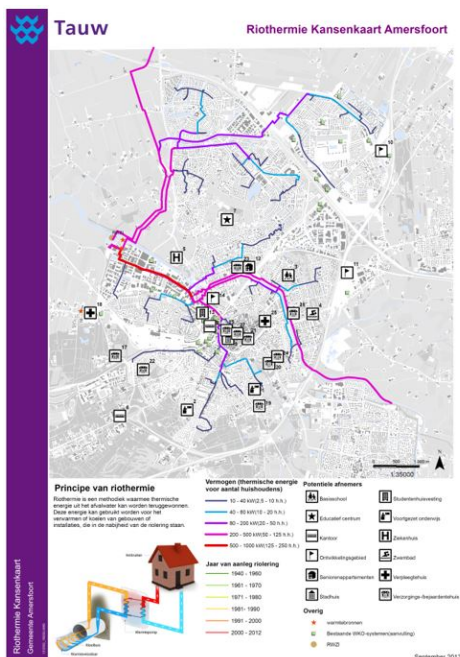 Tauw
Riothermie Kansenkaart Amersfoort
1:35000
Principe van riothermie
Riothermie is een methodiek waarmee thermische
energie uit het afvalwater kan worden teruggewonnen.
Deze energie kan gebruikt worden voor het
verwarmen of koelen van gebouwen of
installaties, die in de nabijheid van de riolering staan.
Warmtepomp
Vermogen (thermische energie
voor aantal huishoudens)
10 - 40 kW(2,5 - 10 h.h.)
40 - 80 kW(10 - 20 h.h.)
80 - 200 kW(20 - 50 h.h.)
200 - 500 kW(50 - 125 h.h.)
500 - 1000 kW(125 - 250 h.h.)
Jaar van aanleg riolering
1940 - 1960
1961 - 1970
1971 - 1980
1981 - 1990
1991 - 2000
2000 - 2012
Potentiele afnemers
Basisschool
Educatief centrum
Kantoor
Ontwikkelingsgebied
Seniorenappartementen
Stadhuis
Studentenhuisvesting
Voortgezet onderwijs
Ziekenhuis
Zwembad
Verpleeghuis
Verzorgings-/bejaardentehuis
Overig
warmtebronnen
Bestaande WKO-systemen(aanvulling)
RWZI
Riothermie Kansenkaart
Gemeente Amersfoort